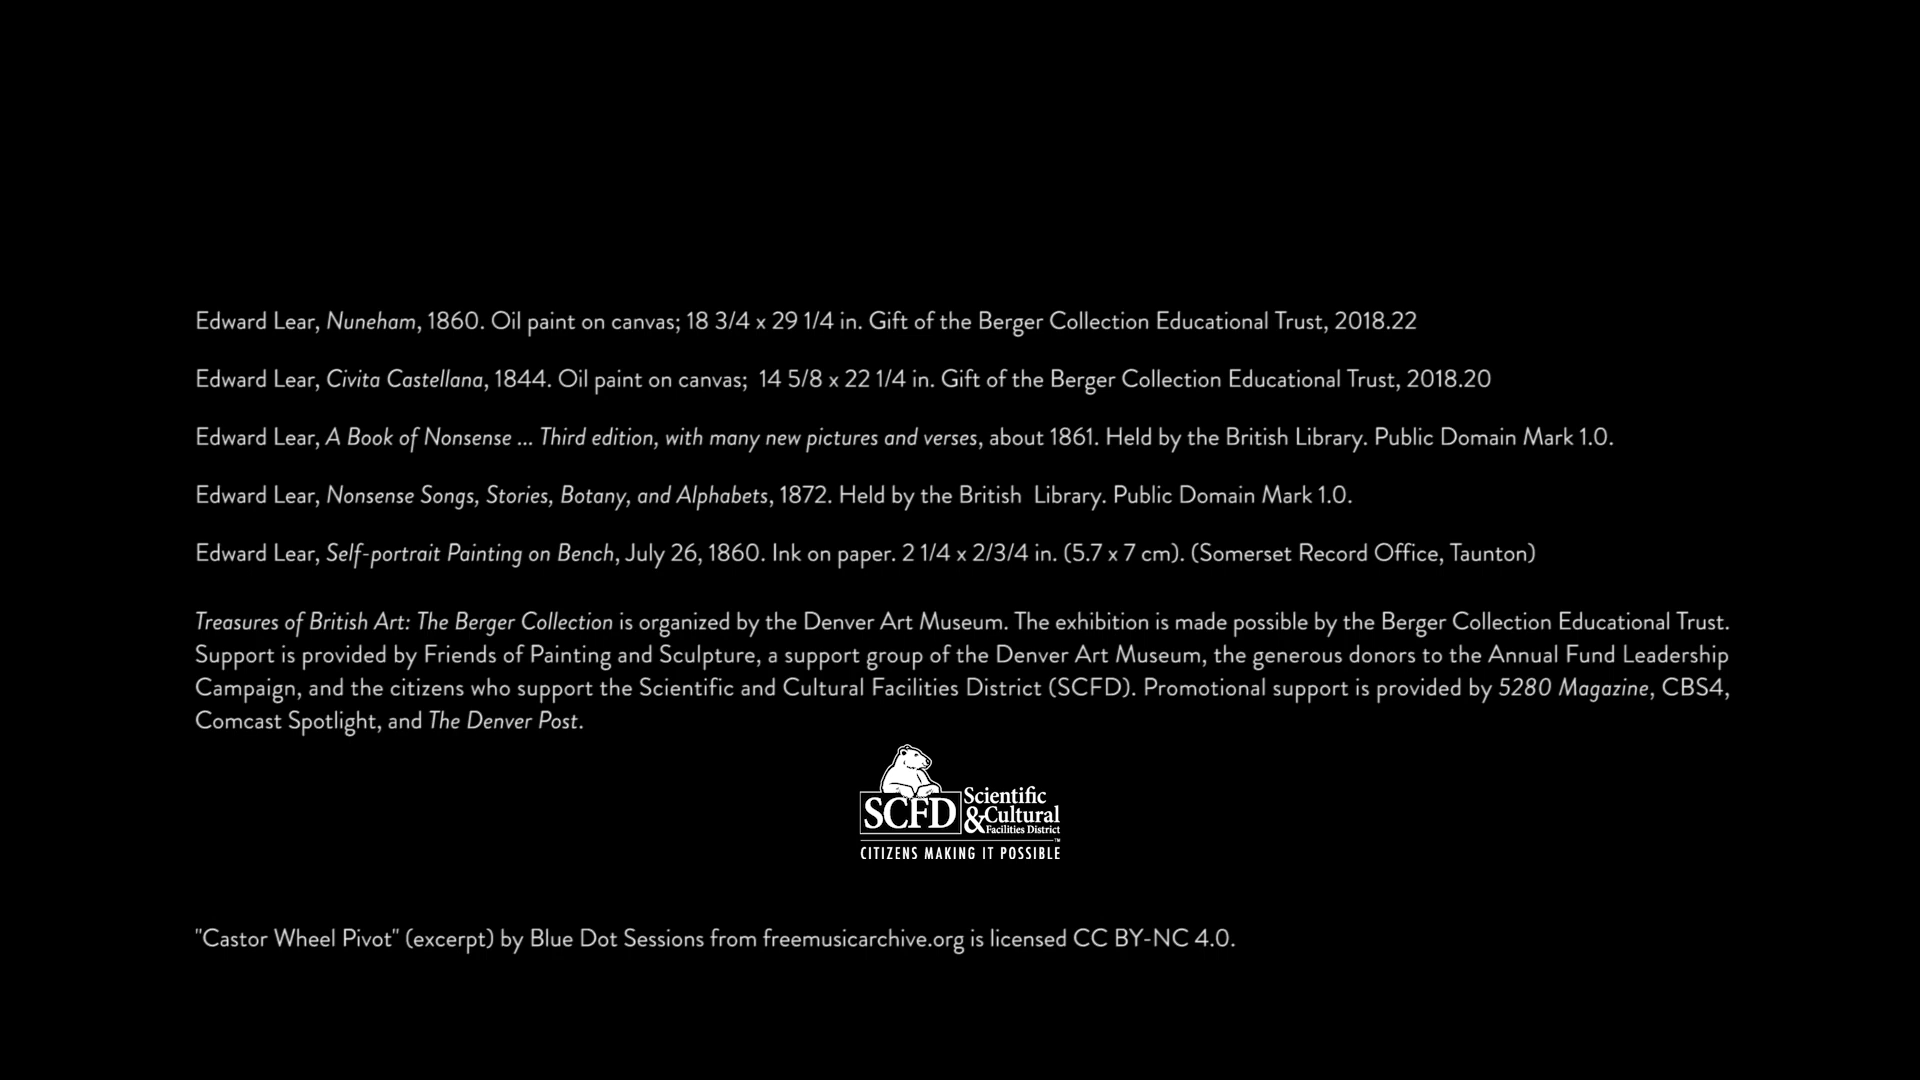 Edward Lear, Nuneham, 1860. Oil paint on canvas; 18 3/4 x 29 1/4 in. Gift of the Berger Collection Educational Trust, 2018.22
Edward Lear, Civita Castellana, 1844. Oil paint on canvas;  14 5/8 x 22 1/4 in. Gift of the Berger Collection Educational Trust, 2018.20
Edward Lear, A Book of Nonsense ... Third edition, with many new pictures and verses, about 1861. Held by the British Library. Public Domain Mark 1.0.
Edward Lear, Nonsense Songs, Stories, Botany, and Alphabets, 1872. Held by the British  Library. Public Domain Mark 1.0.
Edward Lear, Self-portrait Painting on Bench, July 26, 1860. Ink on paper. 2 1/4 x 2/3/4 in. (5.7 x 7 cm). (Somerset Record Office, Taunton)
Treasures of British Art: The Berger Collection is organized by the Denver Art Museum. The exhibition is made possible by the Berger Collection Educational Trust.
Support is provided by Friends of Painting and Sculpture, a support group of the Denver Art Museum, the generous donors to the Annual Fund Leadership
Campaign, and the citizens who support the Scientific and Cultural Facilities District (SCFD). Promotional support is provided by 5280 Magazine, CBS4,
Comcast Spotlight, and The Denver Post.
SCFD Scientific
&Cultural
Facilities District
™
CITIZENS MAKING IT POSSIBLE
"Castor Wheel Pivot" (excerpt) by Blue Dot Sessions from freemusicarchive.org is licensed CC BY-NC 4.0.